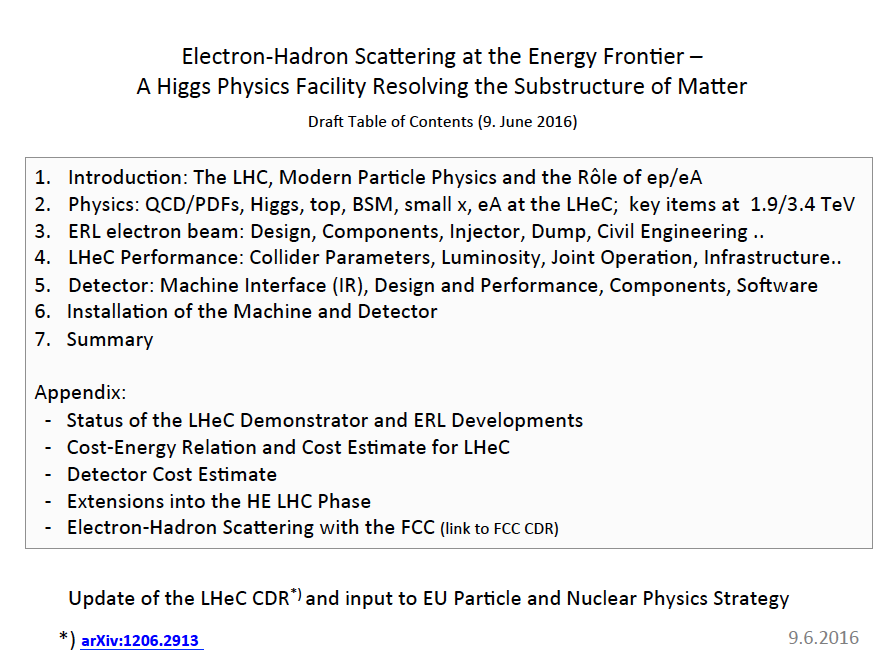 Electron-Hadron Scattering at the Energy Frontier –
A Higgs Physics Facility Resolving the Substructure of Matter
Draft Table of Contents (9. June 2016)
1. Introduction: The LHC, Modern Particle Physics and the Rôle of ep/eA
2. Physics: QCD/PDFs, Higgs, top, BSM, small x, eA at the LHeC; key items at 1.9/3.4 TeV
3. ERL electron beam: Design, Components, Injector, Dump, Civil Engineering ..
4. LHeC Performance: Collider Parameters, Luminosity, Joint Operation, Infrastructure..
5. Detector: Machine Interface (IR), Design and Performance, Components, Software
6. Installation of the Machine and Detector
7. Summary
Appendix:
- Status of the LHeC Demonstrator and ERL Developments
- Cost-Energy Relation and Cost Estimate for LHeC
- Detector Cost Estimate
- Extensions into the HE LHC Phase
- Electron-Hadron Scattering with the FCC (link to FCC CDR)
Update of the LHeC CDR*) and input to EU Particle and Nuclear Physics Strategy
*) arXiv:1206.2913
9.6.2016